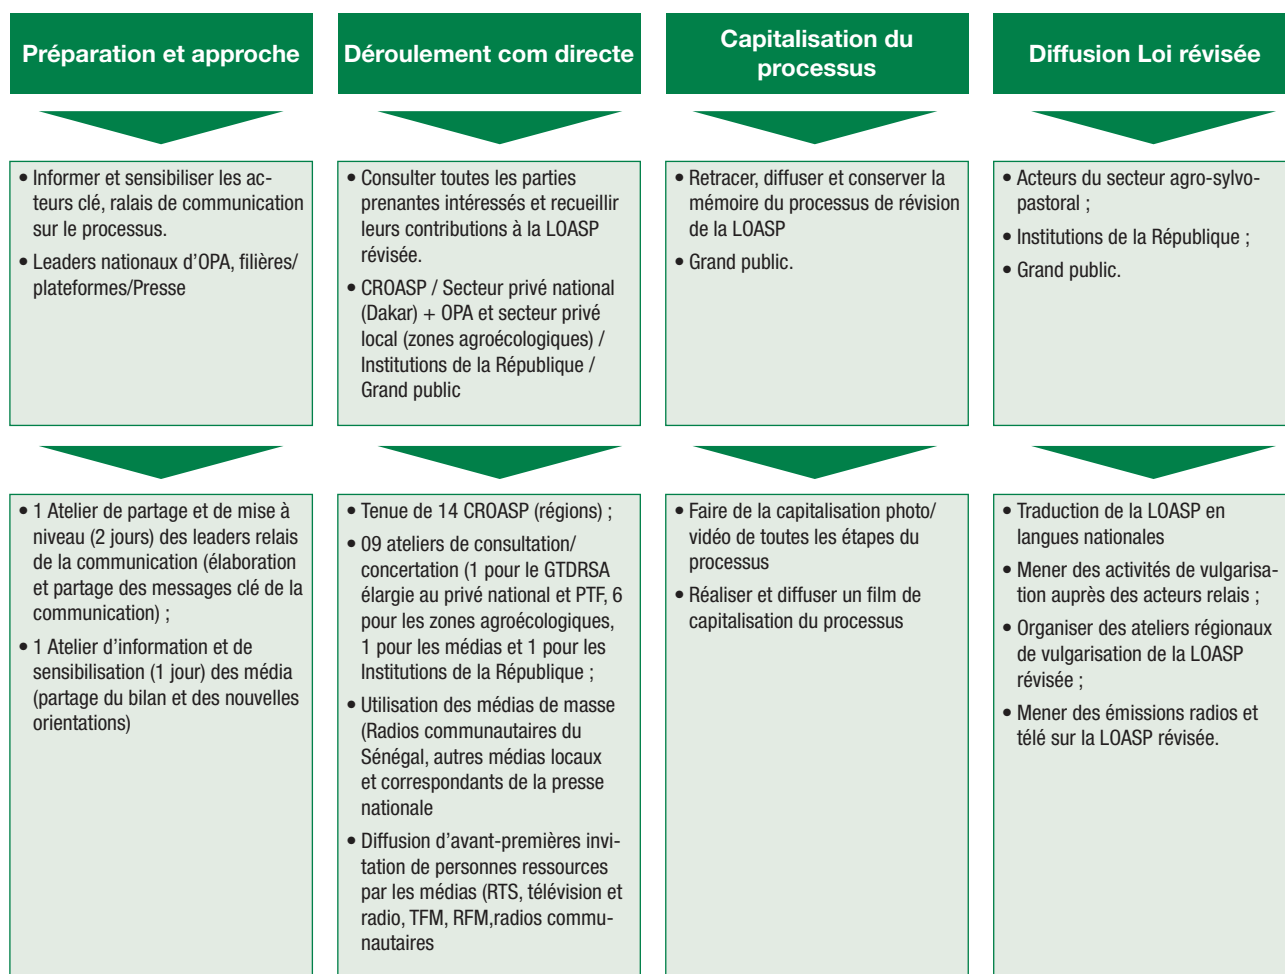 Préparation et approche
Déroulement com directe
Capitalisation du
processus
Diffusion Loi révisée
• Informer et sensibiliser les ac-
teurs clé, ralais de communication
sur le processus.
• Leaders nationaux d’OPA, filières/
plateformes/Presse
• Consulter toutes les parties
prenantes intéressés et recueillir
leurs contributions à la LOASP
révisée.
• CROASP / Secteur privé national
(Dakar) + OPA et secteur privé
local (zones agroécologiques) /
Institutions de la République /
Grand public
• Retracer, diffuser et conserver la
mémoire du processus de révision
de la LOASP
• Grand public.
• Acteurs du secteur agro-sylvo-
pastoral ;
• Institutions de la République ;
• Grand public.
• 1 Atelier de partage et de mise à
niveau (2 jours) des leaders relais
de la communication (élaboration
et partage des messages clé de la
communication) ;
• 1 Atelier d’information et de
sensibilisation (1 jour) des média
(partage du bilan et des nouvelles
orientations)
• Tenue de 14 CROASP (régions) ;
• 09 ateliers de consultation/
concertation (1 pour le GTDRSA
élargie au privé national et PTF, 6
pour les zones agroécologiques,
1 pour les médias et 1 pour les
Institutions de la République ;
• Utilisation des médias de masse
(Radios communautaires du
Sénégal, autres médias locaux
et correspondants de la presse
nationale
• Diffusion d’avant-premières invi-
tation de personnes ressources
par les médias (RTS, télévision et
radio, TFM, RFM,radios commu-
nautaires
• Faire de la capitalisation photo/
vidéo de toutes les étapes du
processus
• Réaliser et diffuser un film de
capitalisation du processus
• Traduction de la LOASP en
langues nationales
• Mener des activités de vulgarisa-
tion auprès des acteurs relais ;
• Organiser des ateliers régionaux
de vulgarisation de la LOASP
révisée ;
• Mener des émissions radios et
télé sur la LOASP révisée.